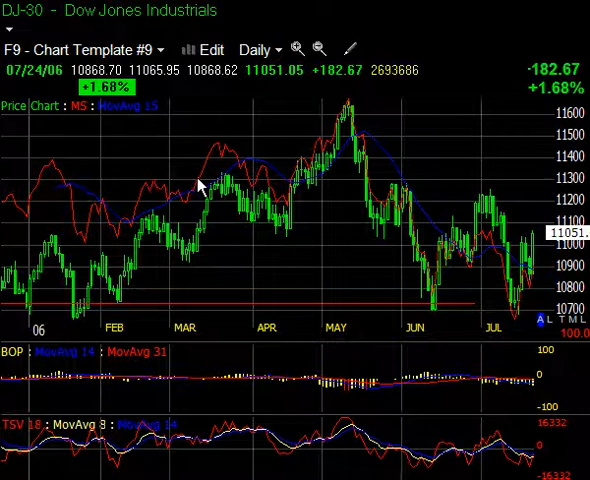 DJ-30 - Dow Jones Industrials
F9 - Chart Template #9 Edit Daily
07/24/06 10868.70 11065.95 10868.62 11051.05 +182.67 2693686
+1.68%
-182.67
+1.68%
Price Chart : MS : MovAvg 15
11600
11500
11400
11300
11200
11100
11051.
11000
10900
10800
10700
A L T M L
06 FEB MAR APR MAY JUN JUL
100.0
BOP : MovAvg 14 : MovAvg 31
100
0
-100
TSV 18 : MovAvg 8 : MovAvg 14
16332
0
-16332